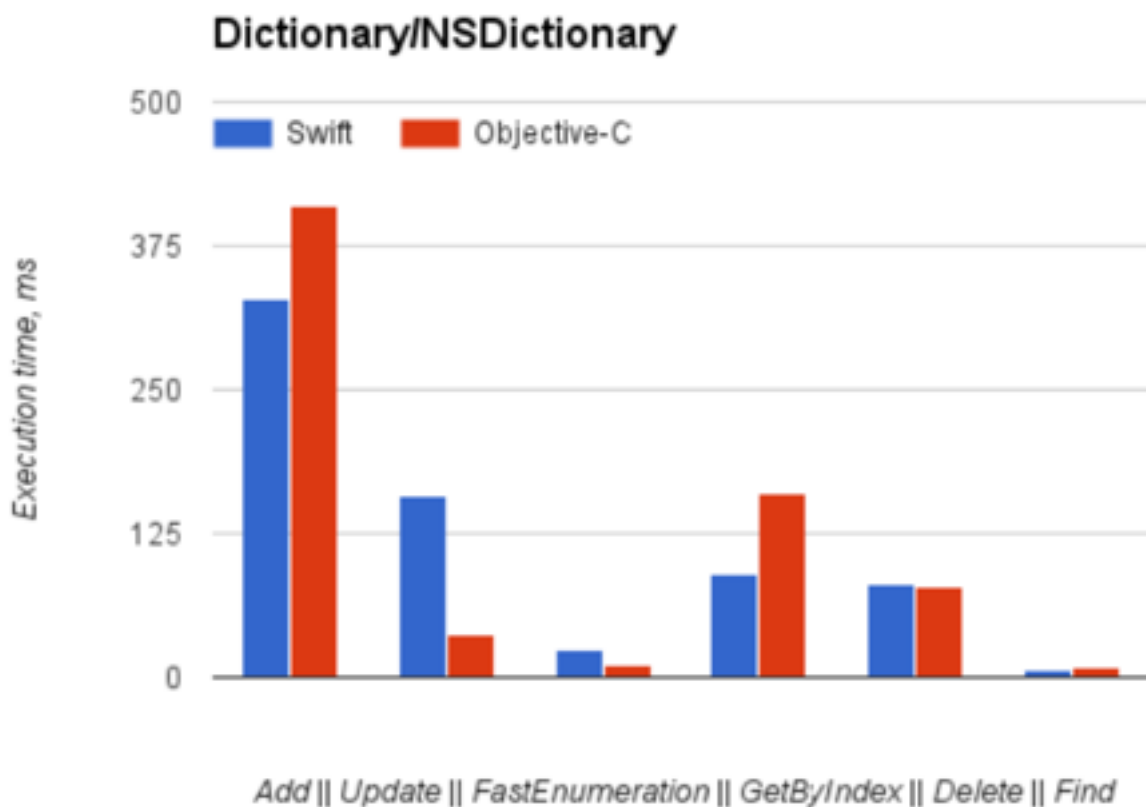 Dictionary/NSDictionary
500
Swift
Objective-C
375
250
125
0
Execution time, ms
Add || Update || FastEnumeration || GetByIndex || Delete || Find